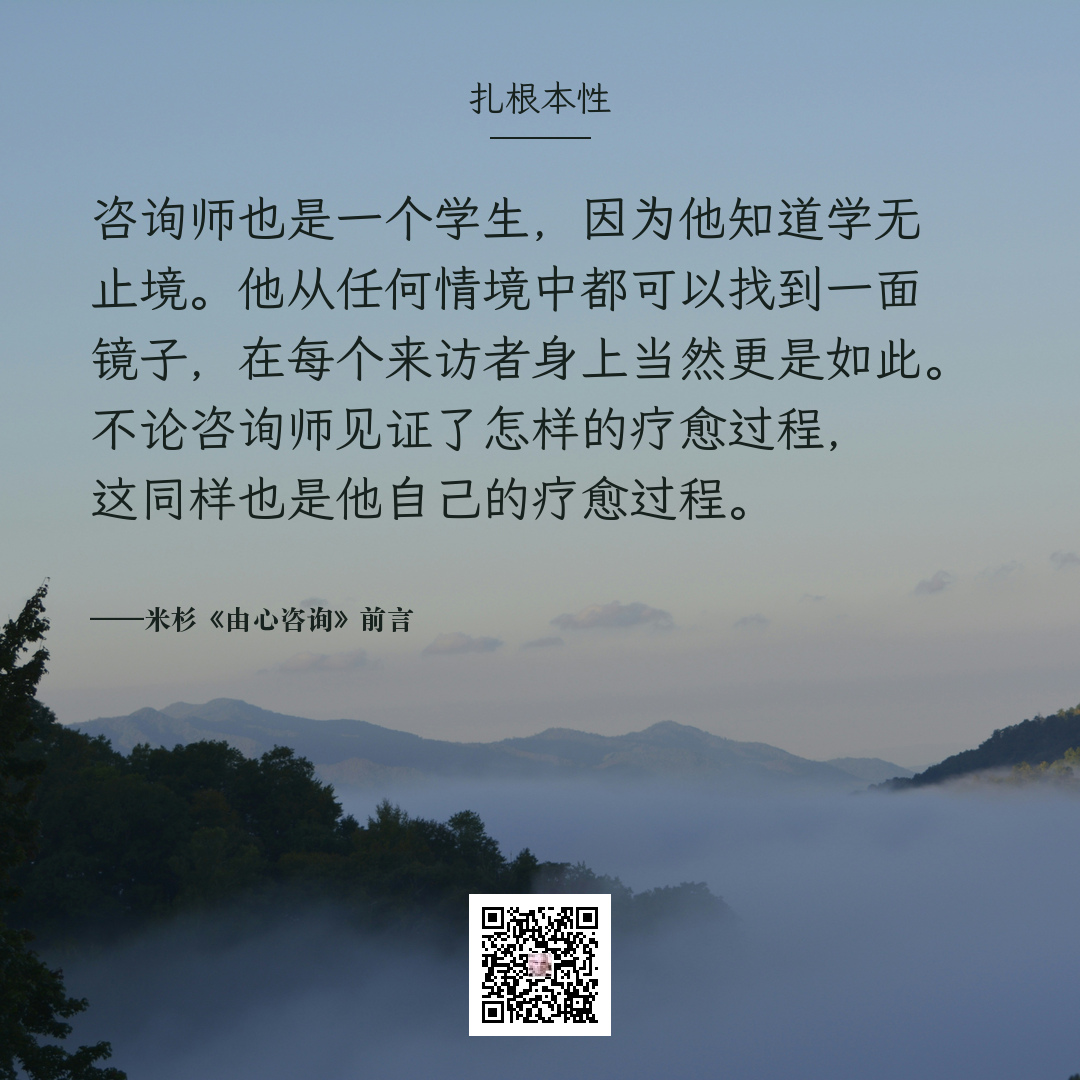 扎根本性
咨询师也是一个学生，因为他知道学无
止境。他从任何情境中都可以找到一面
镜子，在每个来访者身上当然更是如此。
不论咨询师见证了怎样的疗愈过程，
这同样也是他自己的疗愈过程。
——米杉《由心咨询》前言